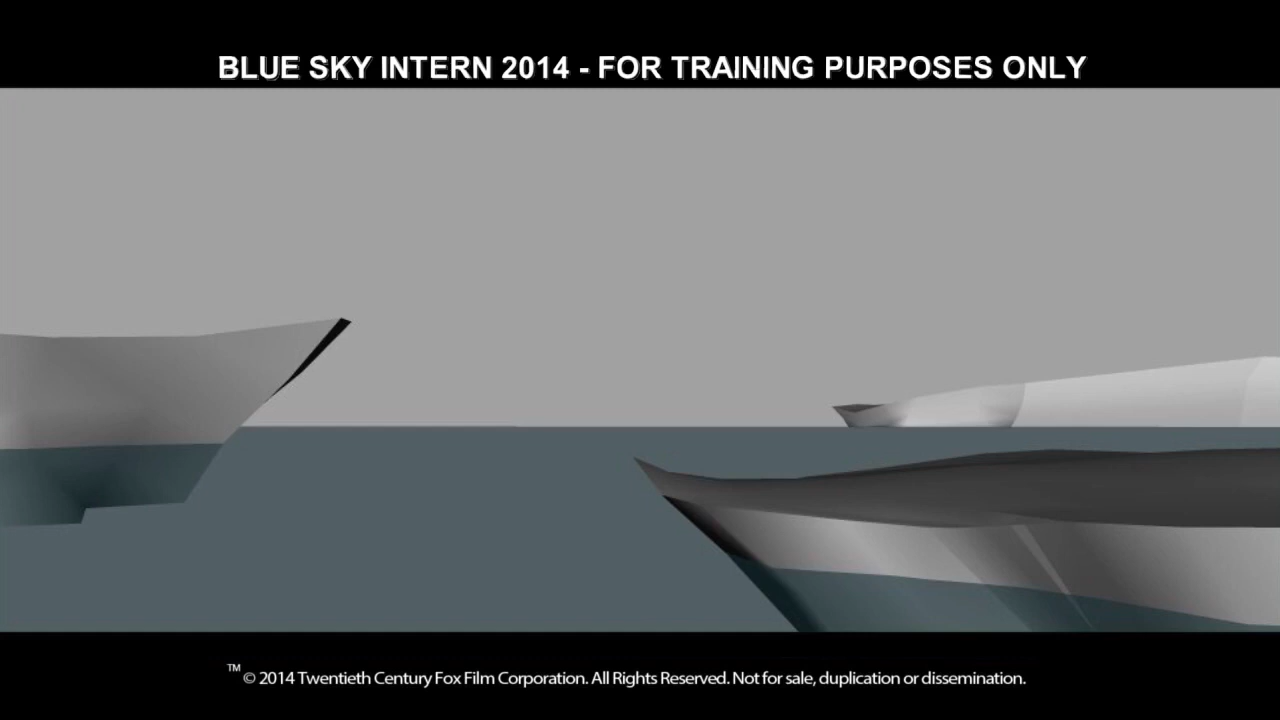 BLUE SKY INTERN 2014 - FOR TRAINING PURPOSES ONLY
™ © 2014 Twentieth Century Fox Film Corporation. All Rights Reserved. Not for sale, duplication or dissemination.